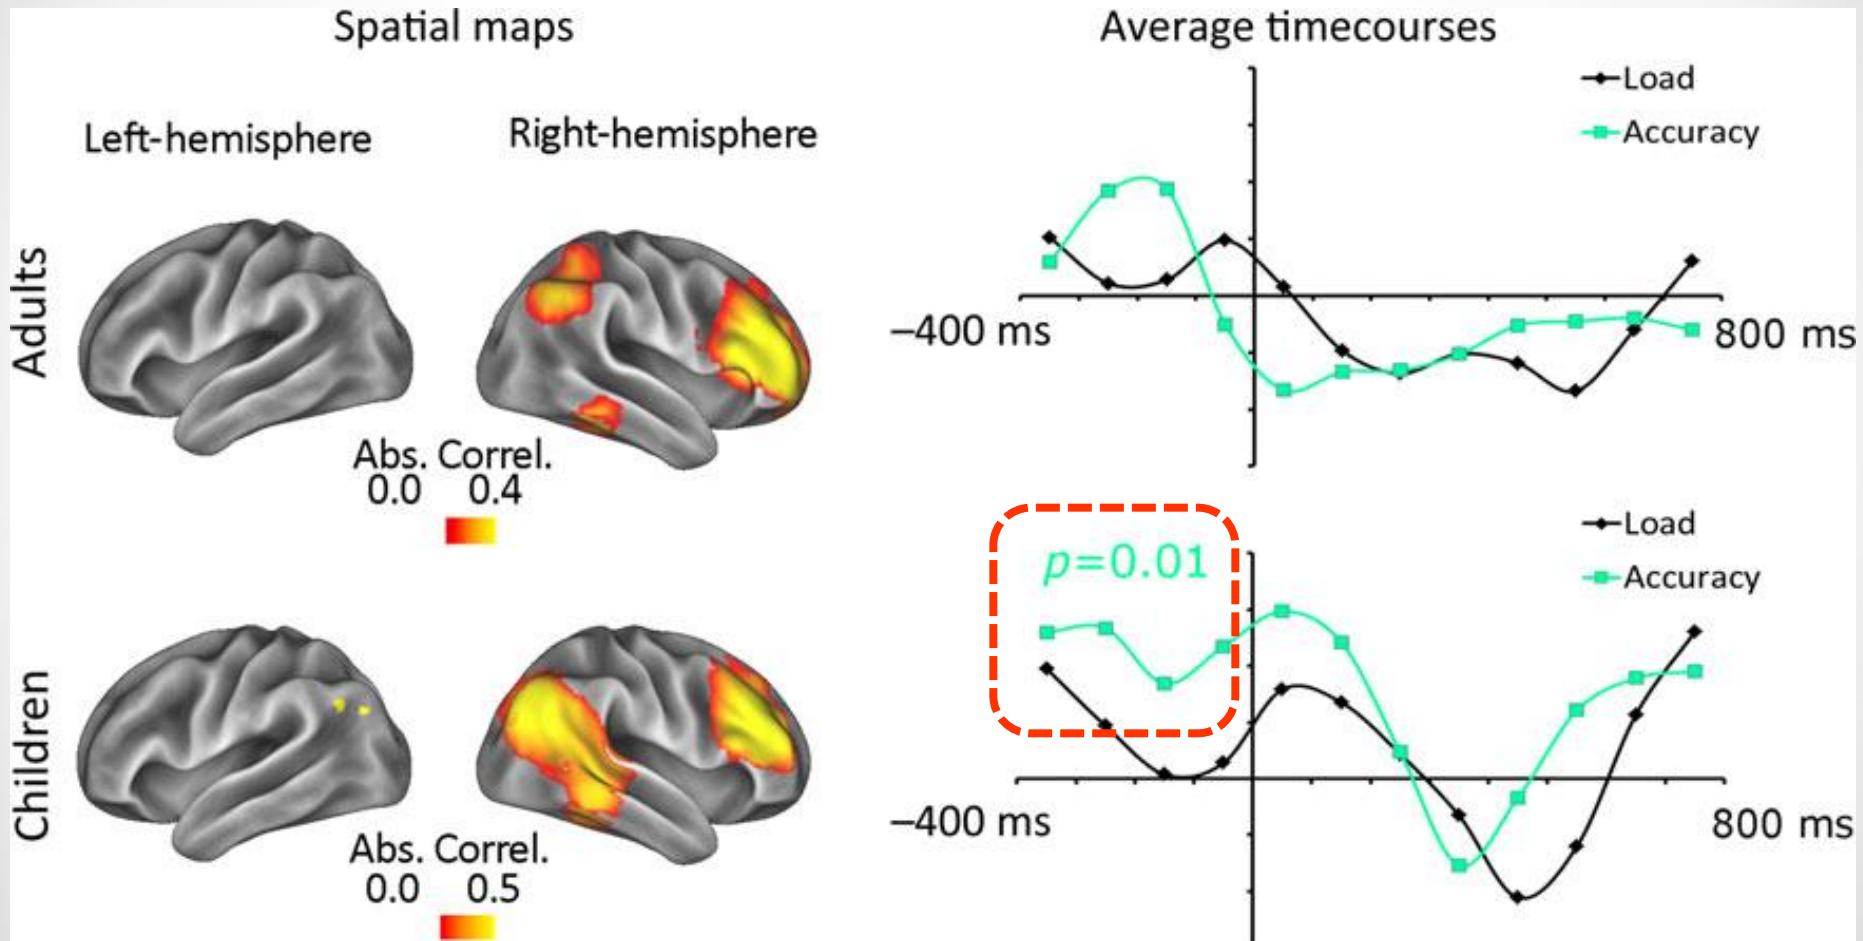 Spatial maps
Average timecourses
Left-hemisphere
Right-hemisphere
Load
Accuracy
Adults
–400 ms
800 ms
Abs. Correl.
0.0 0.4
p=0.01
Load
Accuracy
Children
–400 ms
800 ms
Abs. Correl.
0.0 0.5